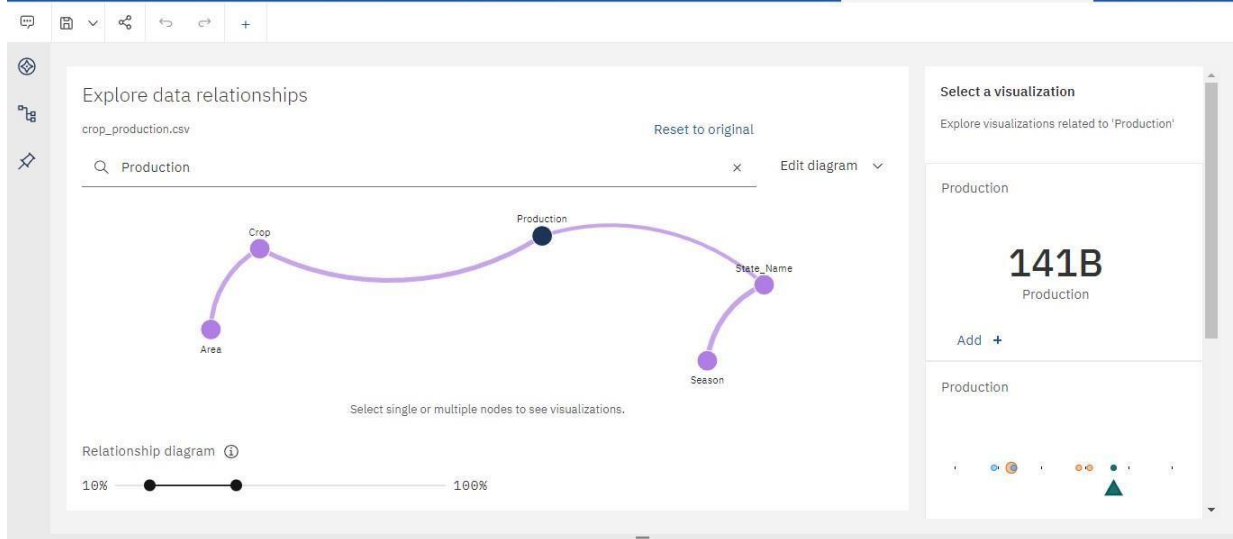 Explore data relationships
crop_production.csv
Reset to original
Production
Edit diagram
Production
Crop
State_Name
Area
Season
Select single or multiple nodes to see visualizations.
Relationship diagram
10%
100%
Select a visualization
Explore visualizations related to 'Production'
Production
141B
Production
Add +
Production